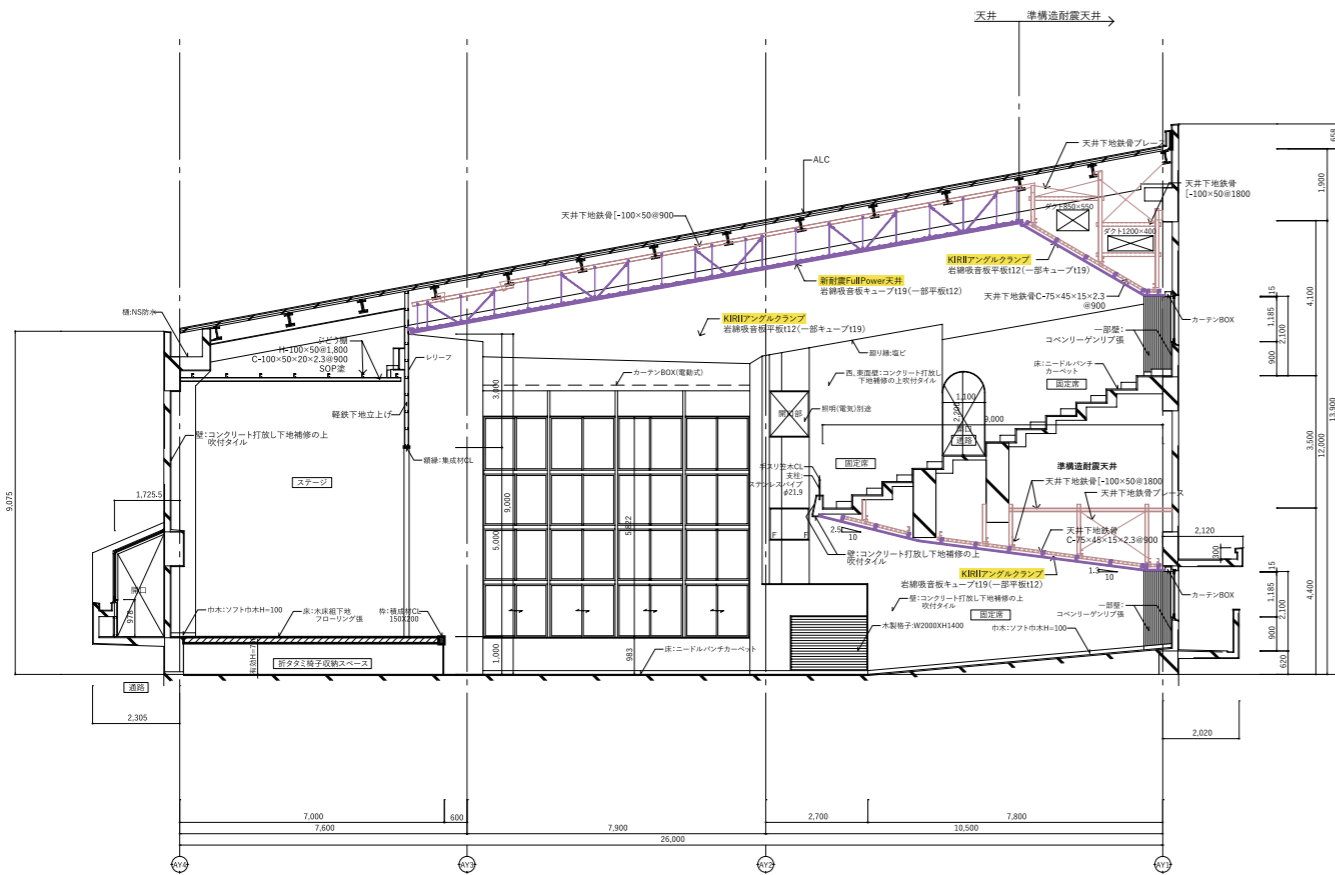 天井 準構造耐震天井
天井下地鉄骨ブレース
ALC
天井下地鉄骨
[-100×50@1800
天井下地鉄骨[-100×50@900
ダクト850×550
ダクト1200×400
KIRIIアングルクランプ
岩綿吸音板平板t12(一部キューブt19)
新耐震FullPower天井
岩綿吸音板キューブt19(一部平板t12)
天井下地鉄骨C-75×45×15×2.3
@900
カーテンBOX
樋:NS防水
KIRIIアングルクランプ
岩綿吸音板平板t12(一部キューブt19)
一部壁:
コペンリーゲンリブ張
ぶどう棚
H-100×50@1,800
C-100×50×20×2.3@900
SOP塗
レリーフ
廻り縁:塩ビ
カーテンBOX(電動式)
西、東面壁:コンクリート打放し
下地補修の上吹付タイル
床:ニードルパンチ
カーペット
固定席
軽鉄下地立上げ
開口部
照明(電気)別途
壁:コンクリート打放し下地補修の上
吹付タイル
額縁:集成材CL
通路
固定席
準構造耐震天井
天井下地鉄骨[-100×50@1800
天井下地鉄骨ブレース
手スリ笠木CL
支柱:
ステンレスパイプ
φ21.9
ステージ
天井下地鉄骨
C-75×45×15×2.3@900
壁:コンクリート打放し下地補修の上
吹付タイル
KIRIIアングルクランプ
岩綿吸音板キューブt19(一部平板t12)
カーテンBOX
開口
壁:コンクリート打放し下地補修の上
吹付タイル
固定席
一部壁:
コペンリーゲンリブ張
巾木:ソフト巾木H=100
床:木床組下地
フローリング張
枠:積成材CL
150X200
木製格子:W2000XH1400
巾木:ソフト巾木H=100
折タタミ椅子収納スペース
床:ニードルパンチカーペット
通路
658
1,900
4,100
3,500
4,400
13,900
12,000
15
1,185
900
2,100
15
1,185
900
2,100
620
2,120
300
2,020
9,075
1,725.5
978
2,305
3,000
9,000
5,000
1,000
5,822
983
1,100
2,200
9,000
2.5
10
10
F F
7,000
600
2,700
7,800
7,600
7,900
10,500
26,000
AY4
AY3
AY2
AY1